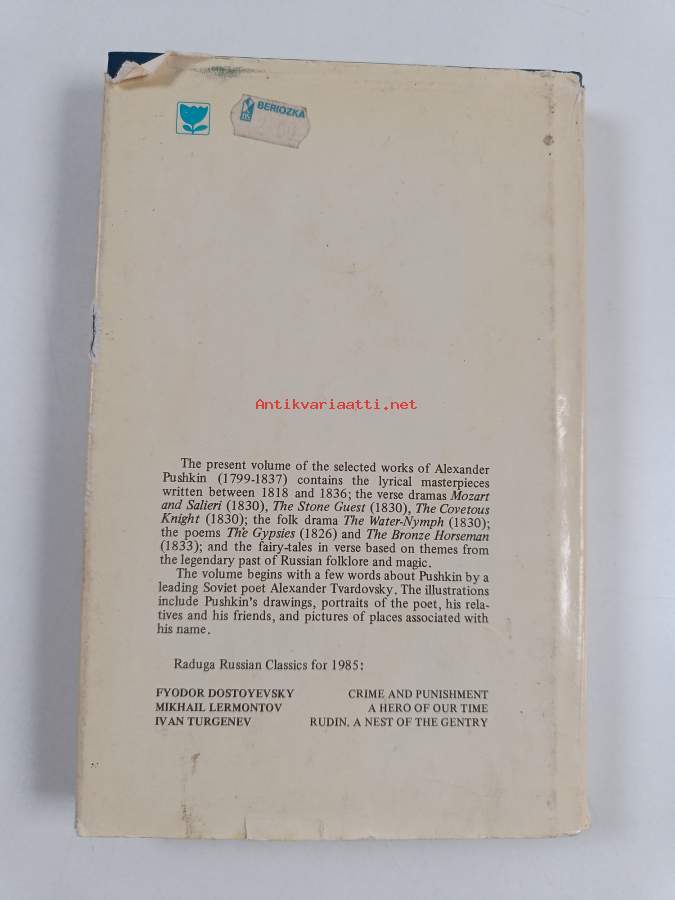 BERIOZKA
Antikvariaatti.net
The present volume of the selected works of Alexander
Pushkin (1799-1837) contains the lyrical masterpieces
written between 1818 and 1836; the verse dramas Mozart
and Salieri (1830), The Stone Guest (1830), The Covetous
Knight (1830); the folk drama The Water-Nymph (1830);
the poems The Gypsies (1826) and The Bronze Horseman
(1833); and the fairy-tales in verse based on themes from
the legendary past of Russian folklore and magic.
The volume begins with a few words about Pushkin by a
leading Soviet poet Alexander Tvardovsky. The illustrations
include Pushkin's drawings, portraits of the poet, his rela-
tives and his friends, and pictures of places associated with
his name.
Raduga Russian Classics for 1985:
FYODOR DOSTOYEVSKY CRIME AND PUNISHMENT
MIKHAIL LERMONTOV A HERO OF OUR TIME
IVAN TURGENEV RUDIN. A NEST OF THE GENTRY